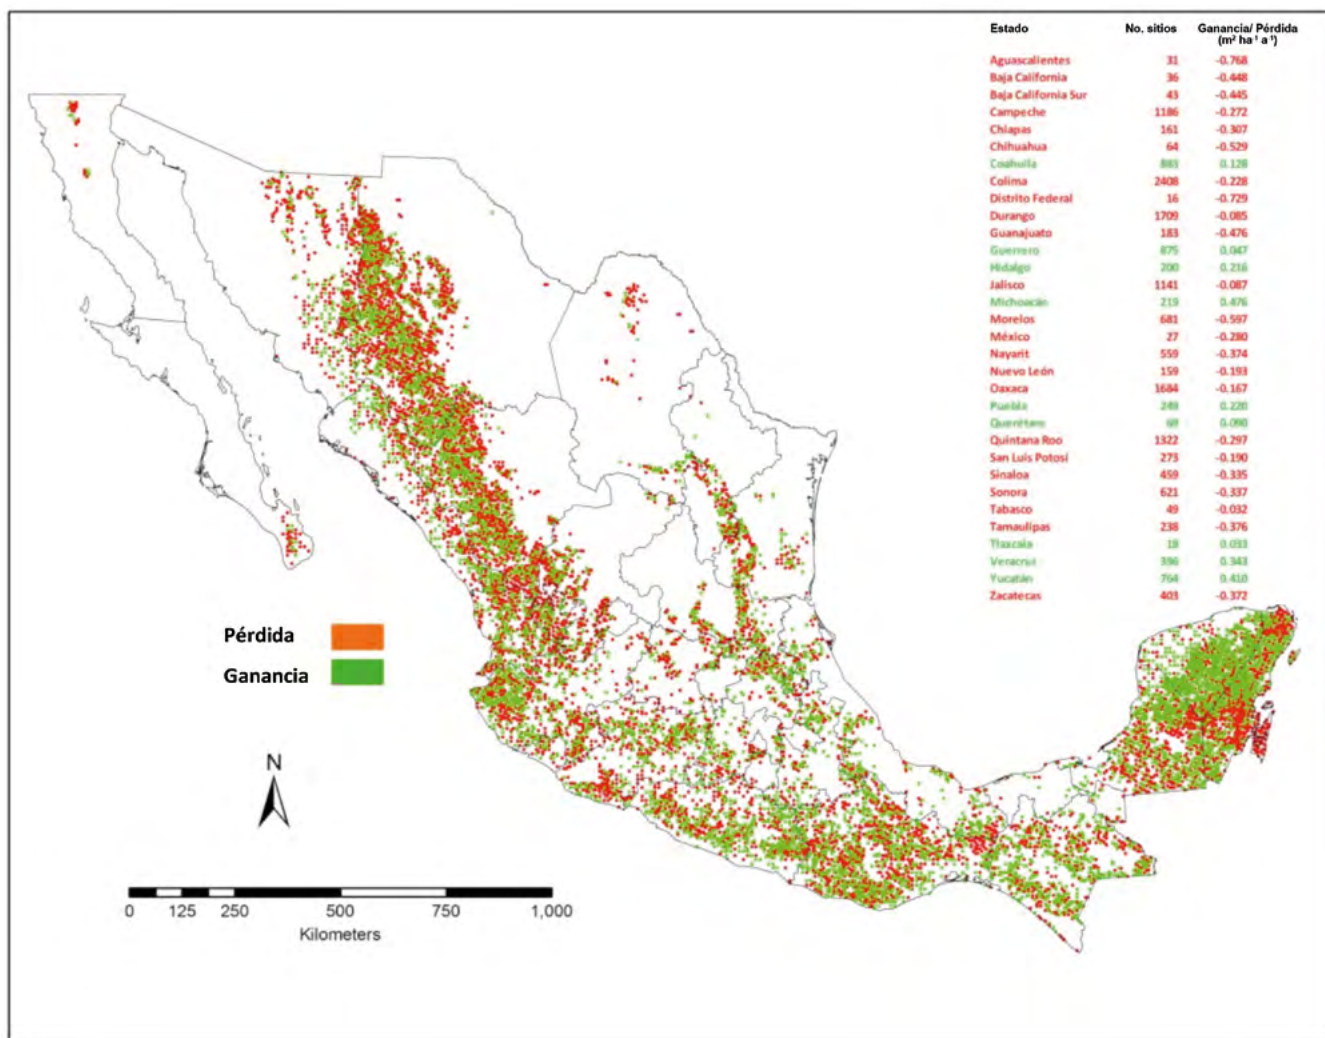 Estado No. sitios Ganancia/ Pérdida
(m² ha⁻¹ a⁻¹)
Aguascalientes 31 -0.768
Baja California 36 -0.448
Baja California Sur 43 -0.445
Campeche 1186 -0.272
Chiapas 161 -0.307
Chihuahua 64 -0.529
Coahuila 883 0.128
Colima 2408 -0.228
Distrito Federal 16 -0.729
Durango 1709 -0.085
Guanajuato 183 -0.476
Guerrero 875 0.047
Hidalgo 200 0.216
Jalisco 1141 -0.087
Michoacán 219 0.476
Morelos 681 -0.597
México 27 -0.280
Nayarit 559 -0.374
Nuevo León 159 -0.193
Oaxaca 1684 -0.167
Puebla 249 0.220
Querétaro 69 0.090
Quintana Roo 1322 -0.297
San Luis Potosí 273 -0.190
Sinaloa 459 -0.335
Sonora 621 -0.337
Tabasco 49 -0.032
Tamaulipas 238 -0.376
Tlaxcala 18 0.033
Veracruz 0.343
Yucatán 764 0.410
Zacatecas 403 -0.372
Pérdida
Ganancia
N
0 125 250 500 750 1,000
Kilometers